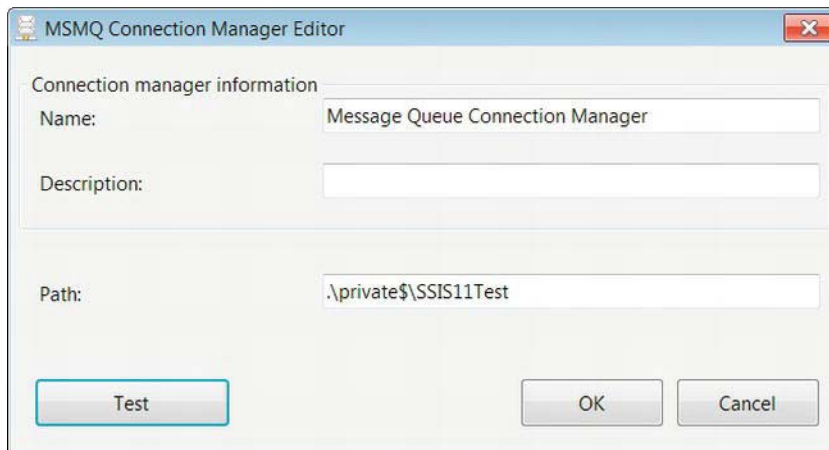 MSMQ Connection Manager Editor
Connection manager information
Name: Message Queue Connection Manager
Description:
Path: .\private$\SSIS11Test
Test OK Cancel